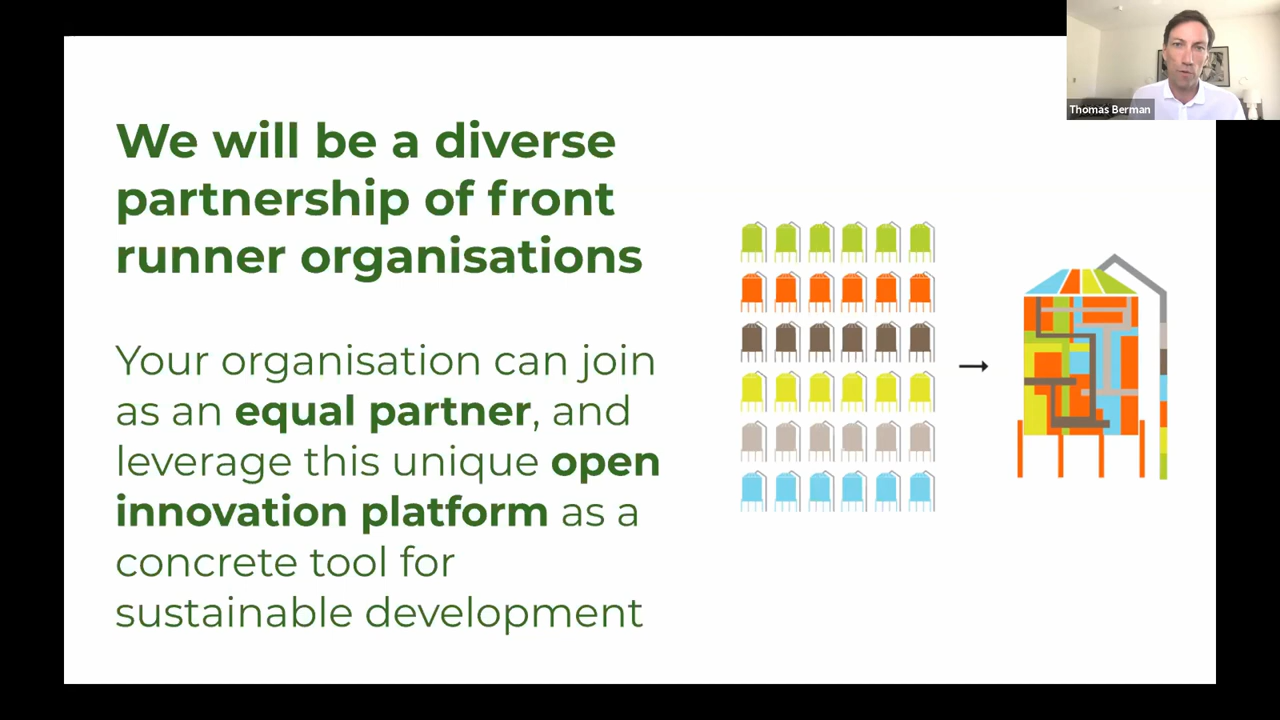 Thomas Berman
We will be a diverse
partnership of front
runner organisations
Your organisation can join
as an equal partner, and
leverage this unique open
innovation platform as a
concrete tool for
sustainable development